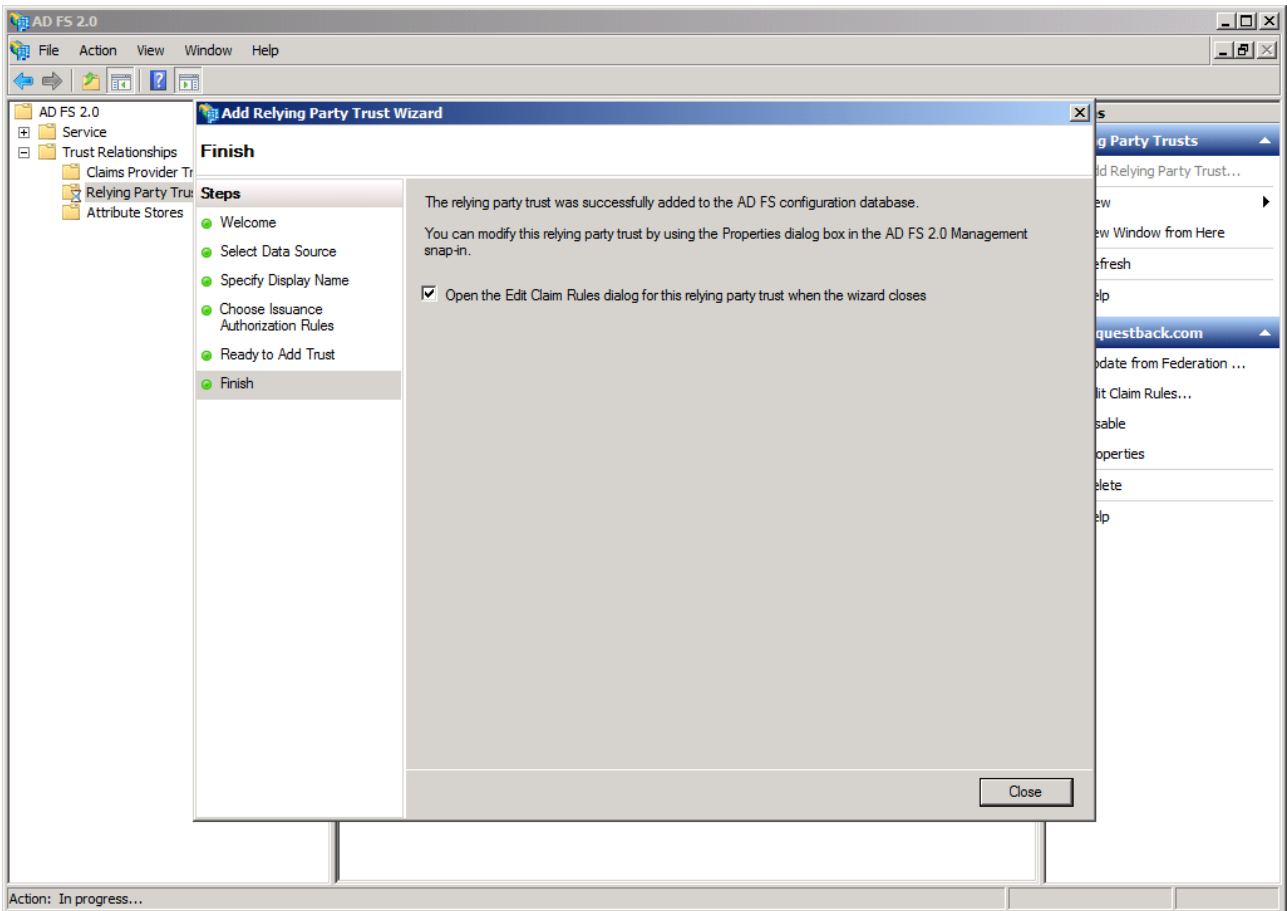 AD FS 2.0
File Action View Window Help
AD FS 2.0
Service
Trust Relationships
Claims Provider Tr
Relying Party Tru
Attribute Stores
Add Relying Party Trust Wizard
Finish
Steps
Welcome
Select Data Source
Specify Display Name
Choose Issuance
Authorization Rules
Ready to Add Trust
Finish
The relying party trust was successfully added to the AD FS configuration database.
You can modify this relying party trust by using the Properties dialog box in the AD FS 2.0 Management
snap-in.
Open the Edit Claim Rules dialog for this relying party trust when the wizard closes
Close
s
g Party Trusts
dd Relying Party Trust...
ew
ew Window from Here
efresh
elp
questback.com
pdate from Federation ...
dit Claim Rules...
sable
operties
elete
elp
Action: In progress...